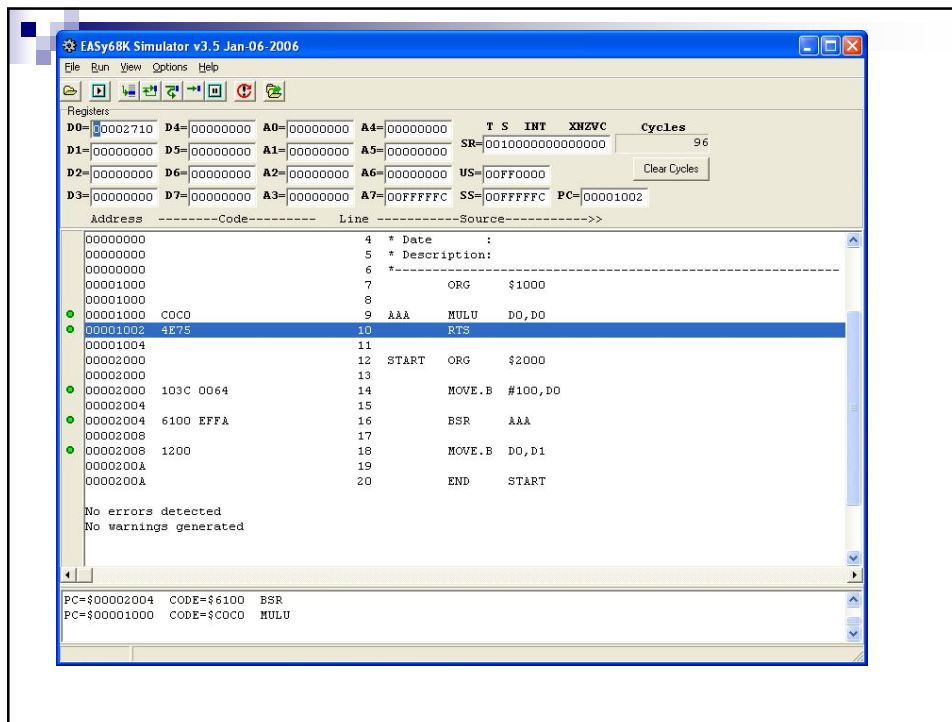 EASy68K Simulator v3.5 Jan-06-2006
File Run View Options Help
Registers
D0= 00002710 D4= 00000000 A0= 00000000 A4= 00000000 T S INT XNZVC Cycles
SR= 0010000000000000 96
D1= 00000000 D5= 00000000 A1= 00000000 A5= 00000000
D2= 00000000 D6= 00000000 A2= 00000000 A6= 00000000 US= 00FF0000 Clear Cycles
D3= 00000000 D7= 00000000 A3= 00000000 A7= 00FFFFFC SS= 00FFFFFC PC= 00001002
Address --------Code--------- Line -----------Source----------->>
00000000 4 * Date :
00000000 5 * Description:
00000000 6 *-----------------------------------------------------------
00001000 7 ORG $1000
00001000 8
00001000 C0C0 9 AAA MULU D0,D0
00001002 4E75 10 RTS
00001004 11
00002000 12 START ORG $2000
00002000 13
00002000 103C 0064 14 MOVE.B #100,D0
00002004 15
00002004 6100 EFFA 16 BSR AAA
00002008 17
00002008 1200 18 MOVE.B D0,D1
0000200A 19
0000200A 20 END START
No errors detected
No warnings generated
PC=$00002004 CODE=$6100 BSR
PC=$00001000 CODE=$C0C0 MULU